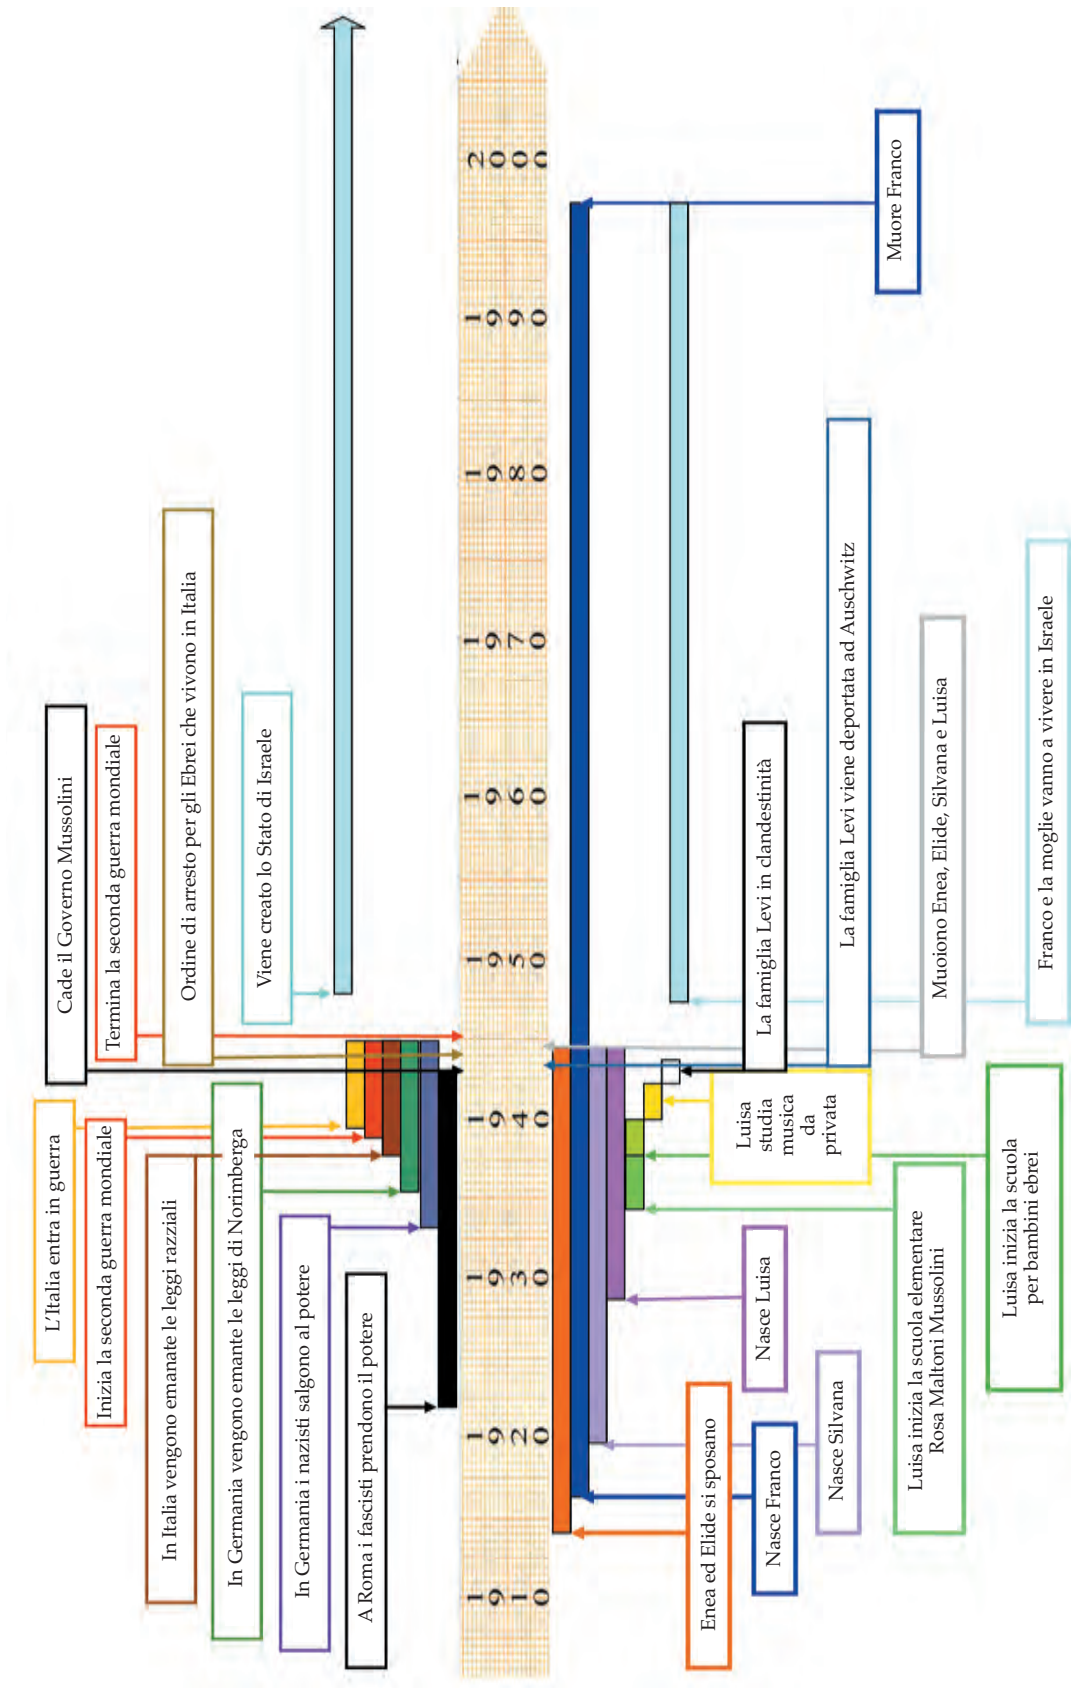 Cade il Governo Mussolini
Termina la seconda guerra mondiale
Ordine di arresto per gli Ebrei che vivono in Italia
Viene creato lo Stato di Israele
L'Italia entra in guerra
Inizia la seconda guerra mondiale
In Italia vengono emanate le leggi razziali
In Germania vengono emante le leggi di Norimberga
In Germania i nazisti salgono al potere
A Roma i fascisti prendono il potere
1910
1920
1930
1940
1950
1960
1970
1980
1990
2000
Enea ed Elide si sposano
Nasce Franco
Nasce Silvana
Nasce Luisa
Luisa inizia la scuola elementare
Rosa Maltoni Mussolini
Luisa inizia la scuola
per bambini ebrei
Luisa
studia
musica
da
privata
La famiglia Levi in clandestinità
La famiglia Levi viene deportata ad Auschwitz
Muoiono Enea, Elide, Silvana e Luisa
Franco e la moglie vanno a vivere in Israele
Muore Franco